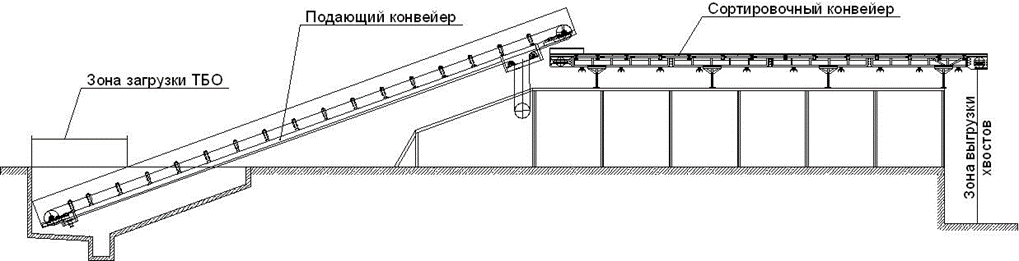 Подающий конвейер
Сортировочный конвейер
Зона загрузки ТБО
Зона выгрузки
хвостов